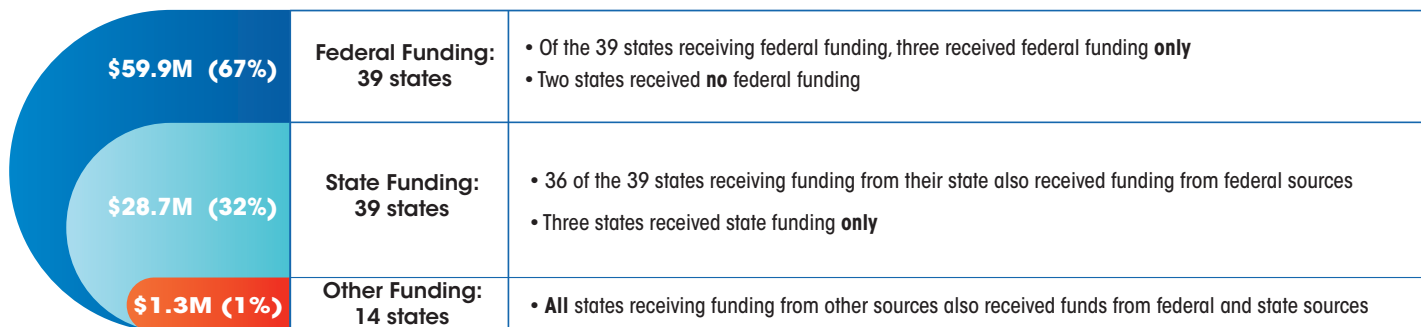 $59.9M (67%)
Federal Funding:
39 states
• Of the 39 states receiving federal funding, three received federal funding only
• Two states received no federal funding
$28.7M (32%)
State Funding:
39 states
• 36 of the 39 states receiving funding from their state also received funding from federal sources
• Three states received state funding only
$1.3M (1%)
Other Funding:
14 states
• All states receiving funding from other sources also received funds from federal and state sources